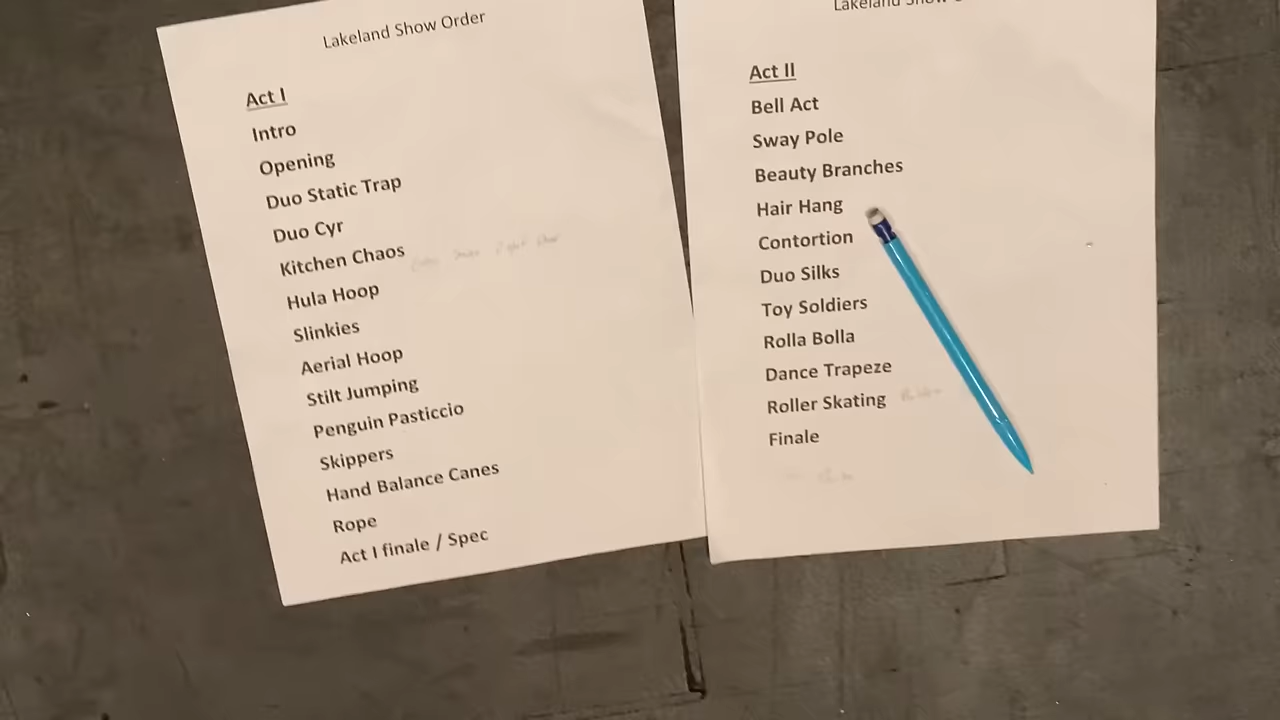 Lakeland Show Order
Act I
Intro
Opening
Duo Static Trap
Duo Cyr
Kitchen Chaos
Hula Hoop
Slinkies
Aerial Hoop
Stilt Jumping
Penguin Pasticcio
Skippers
Hand Balance Canes
Rope
Act I finale / Spec
Lakeland Show
Act II
Bell Act
Sway Pole
Beauty Branches
Hair Hang
Contortion
Duo Silks
Toy Soldiers
Rolla Bolla
Dance Trapeze
Roller Skating
Finale